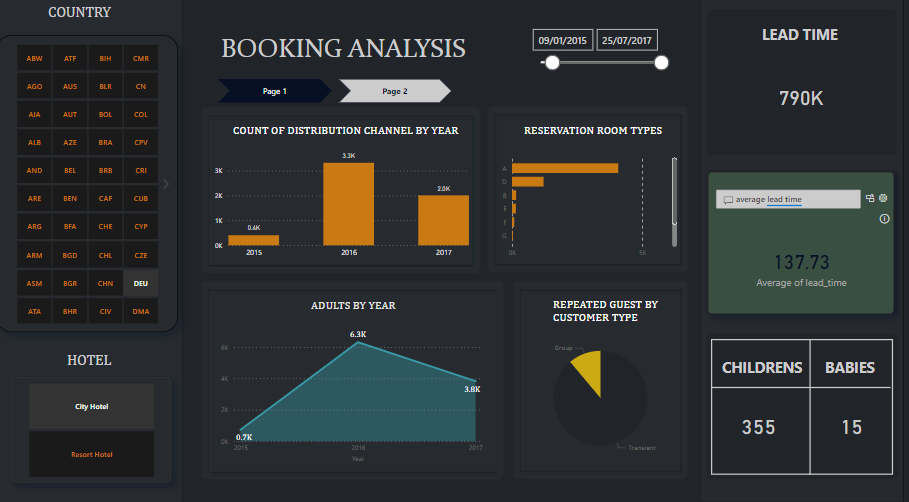 COUNTRY
ABW ATF BIH CMR
AGO AUS BLR CN
AIA AUT BOL COL
ALB AZE BRA CPV
AND BEL BRB CRI
ARE BEN CAF CUB
ARG BFA CHE CYP
ARM BGD CHL CZE
ASM BGR CHN DEU
ATA BHR CIV DMA
HOTEL
City Hotel
Resort Hotel
BOOKING ANALYSIS
09/01/2015 25/07/2017
Page 1 Page 2
COUNT OF DISTRIBUTION CHANNEL BY YEAR
3K
2K
1K
0K
0.4K
3.3K
2.0K
2015 2016 2017
RESERVATION ROOM TYPES
A
D
B
E
F
G
0K 5K
ADULTS BY YEAR
6K
4K
2K
0K
0.7K
6.3K
3.8K
2015 2016 2017
Year
REPEATED GUEST BY
CUSTOMER TYPE
Group
Transient
LEAD TIME
790K
average lead time
137.73
Average of lead_time
CHILDRENS BABIES
355 15